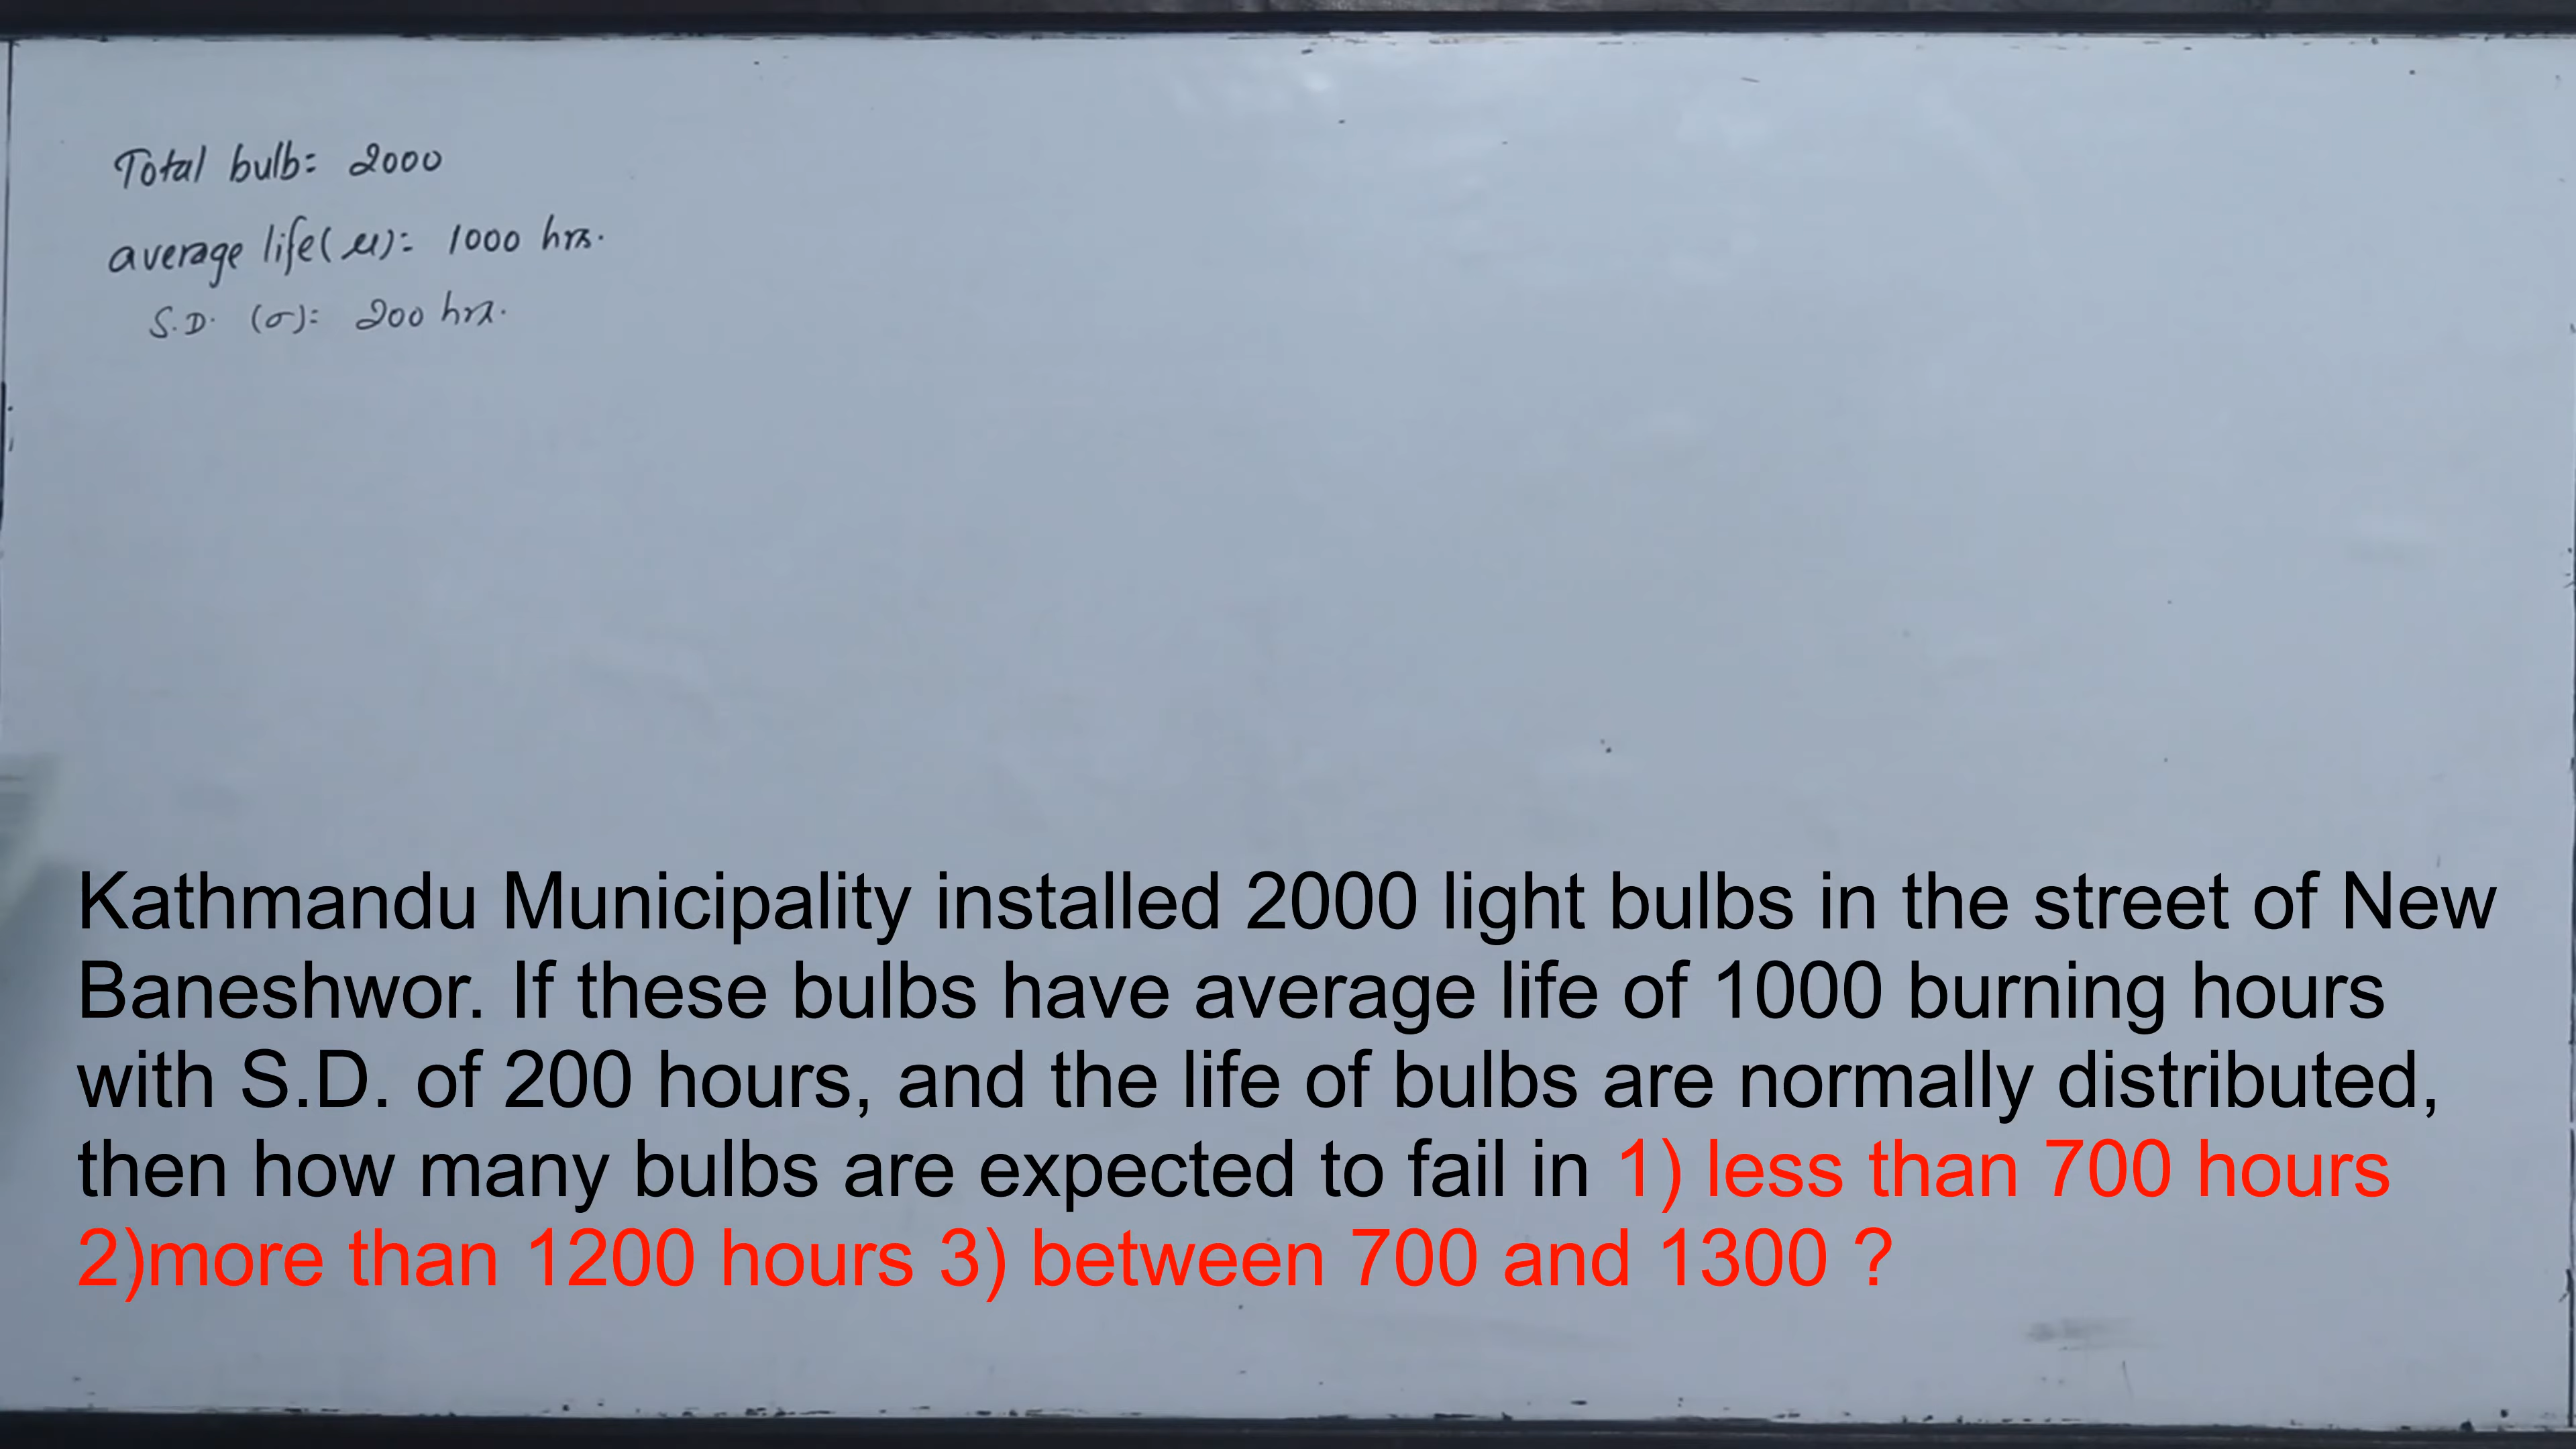 Total bulb: 2000
average life(μ): 1000 hrs.
S.D. (σ): 200 hrs.
Kathmandu Municipality installed 2000 light bulbs in the street of New
Baneshwor. If these bulbs have average life of 1000 burning hours
with S.D. of 200 hours, and the life of bulbs are normally distributed,
then how many bulbs are expected to fail in 1) less than 700 hours
2)more than 1200 hours 3) between 700 and 1300 ?